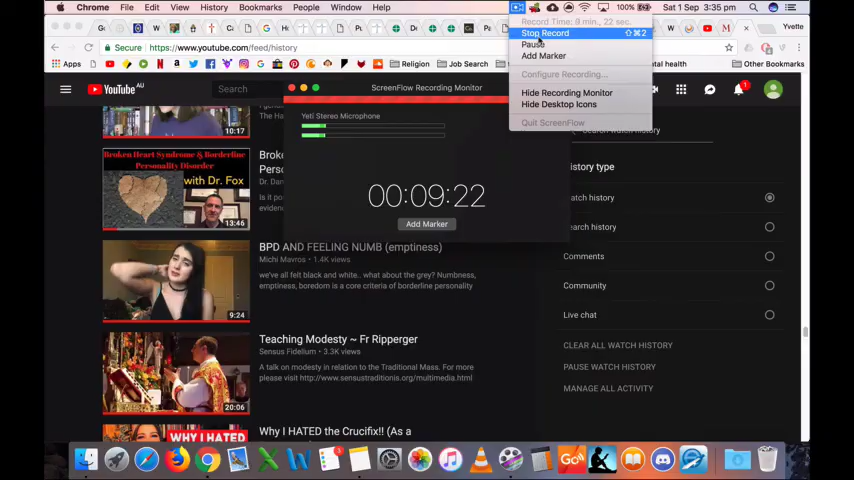 Chrome File Edit View History Bookmarks People Window Help 100% Sat 1 Sep 3:35 pm Yvette
Record Time: 9 min., 22 sec.
Stop Record ⇧⌘2
Pause
Add Marker
Configure Recording...
Hide Recording Monitor
Hide Desktop Icons
Quit ScreenFlow
Secure https://www.youtube.com/feed/history
Apps
Religion Job Search Other Bookmarks
YouTube AU
Search
ScreenFlow Recording Monitor
Yeti Stereo Microphone
00:09:22
Add Marker
10:17
Broken Heart Syndrome & Borderline
Personality Disorder
with Dr. Fox
13:46
BPD AND FEELING NUMB (emptiness)
Michi Mavros • 1.4K views
we've all felt black and white.. what about the grey? Numbness,
emptiness, boredom is a core criteria of borderline personality
9:24
Teaching Modesty ~ Fr Ripperger
Sensus Fidelium • 3.3K views
A talk on modesty in relation to the Traditional Mass. For more
please visit http://www.sensustraditionis.org/multimedia.html
20:06
Why I HATED the Crucifix!! (As a
WHY I HATED
watch history
History type
Watch history
Search history
Comments
Community
Live chat
CLEAR ALL WATCH HISTORY
PAUSE WATCH HISTORY
MANAGE ALL ACTIVITY